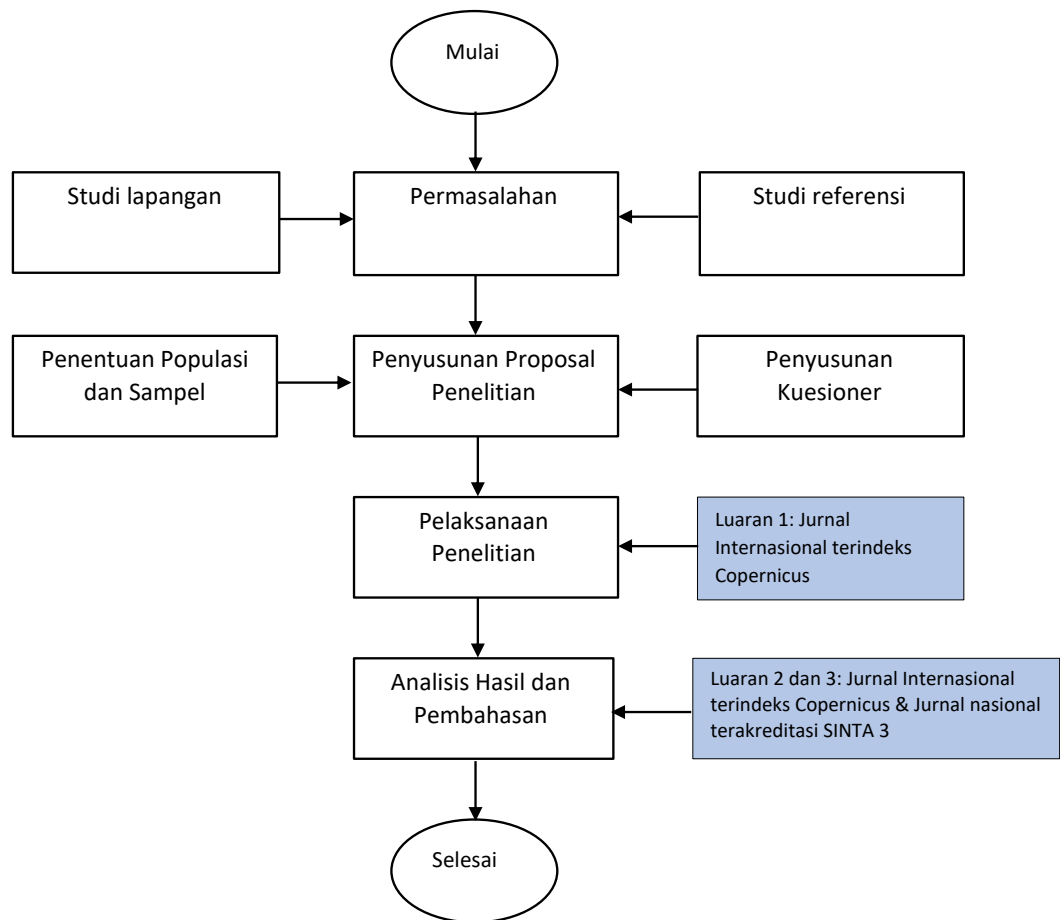 Mulai
Studi lapangan
Permasalahan
Studi referensi
Penentuan Populasi
dan Sampel
Penyusunan Proposal
Penelitian
Penyusunan
Kuesioner
Pelaksanaan
Penelitian
Luaran 1: Jurnal
Internasional terindeks
Copernicus
Analisis Hasil dan
Pembahasan
Luaran 2 dan 3: Jurnal Internasional
terindeks Copernicus & Jurnal nasional
terakreditasi SINTA 3
Selesai